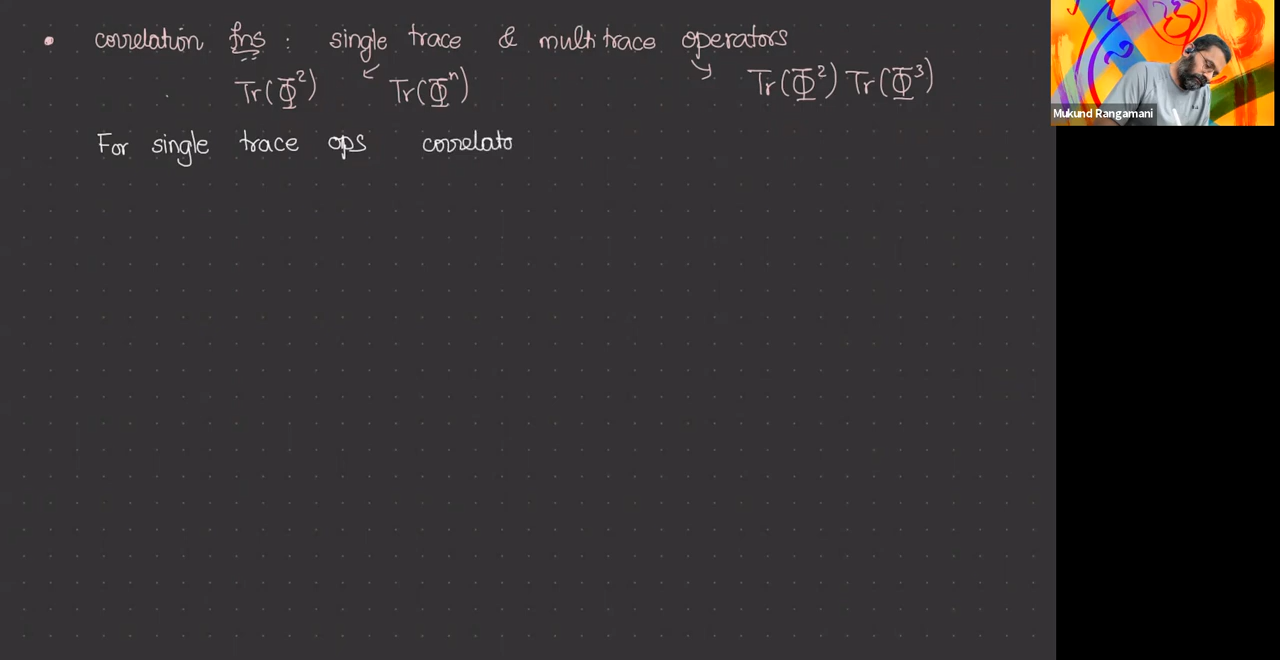 • correlation fns : single trace & multitrace operators
Tr(Φ²) Tr(Φⁿ) Tr(Φ²) Tr(Φ³)
For single trace ops correlato
Mukund Rangamani